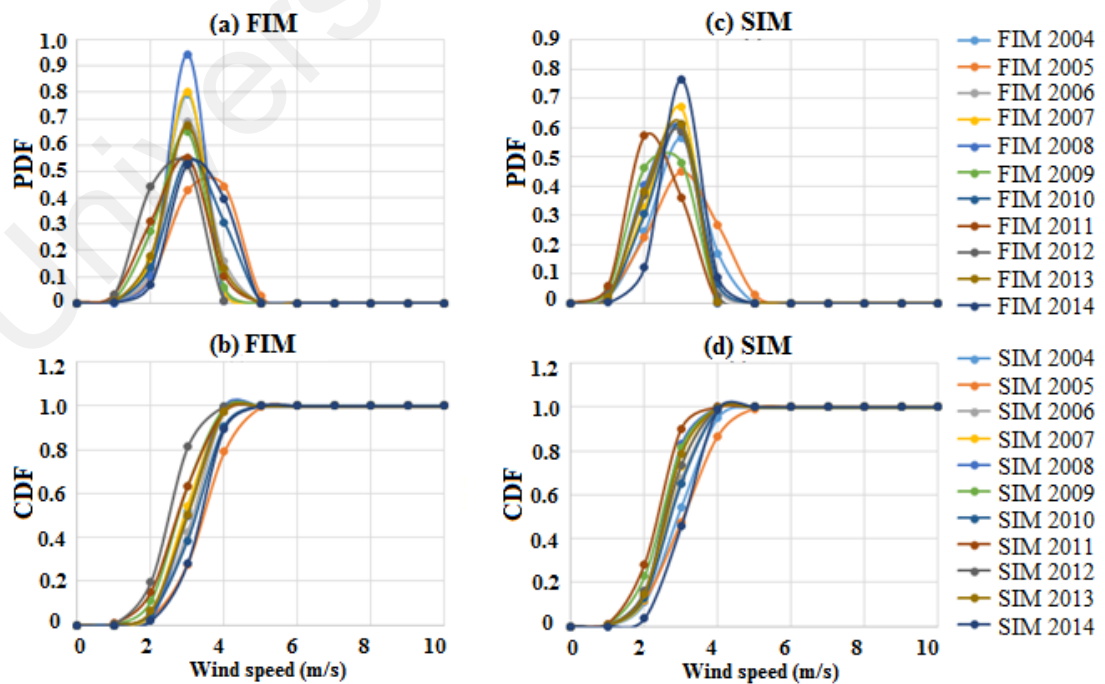 Univers
(a) FIM
PDF
1.0
0.9
0.8
0.7
0.6
0.5
0.4
0.3
0.2
0.1
0
(c) SIM
PDF
0.9
0.8
0.7
0.6
0.5
0.4
0.3
0.2
0.1
0
FIM 2004
FIM 2005
FIM 2006
FIM 2007
FIM 2008
FIM 2009
FIM 2010
FIM 2011
FIM 2012
FIM 2013
FIM 2014
(b) FIM
CDF
1.2
1.0
0.8
0.6
0.4
0.2
0
0 2 4 6 8 10
Wind speed (m/s)
(d) SIM
CDF
1.2
1.0
0.8
0.6
0.4
0.2
0
0 2 4 6 8 10
Wind speed (m/s)
SIM 2004
SIM 2005
SIM 2006
SIM 2007
SIM 2008
SIM 2009
SIM 2010
SIM 2011
SIM 2012
SIM 2013
SIM 2014